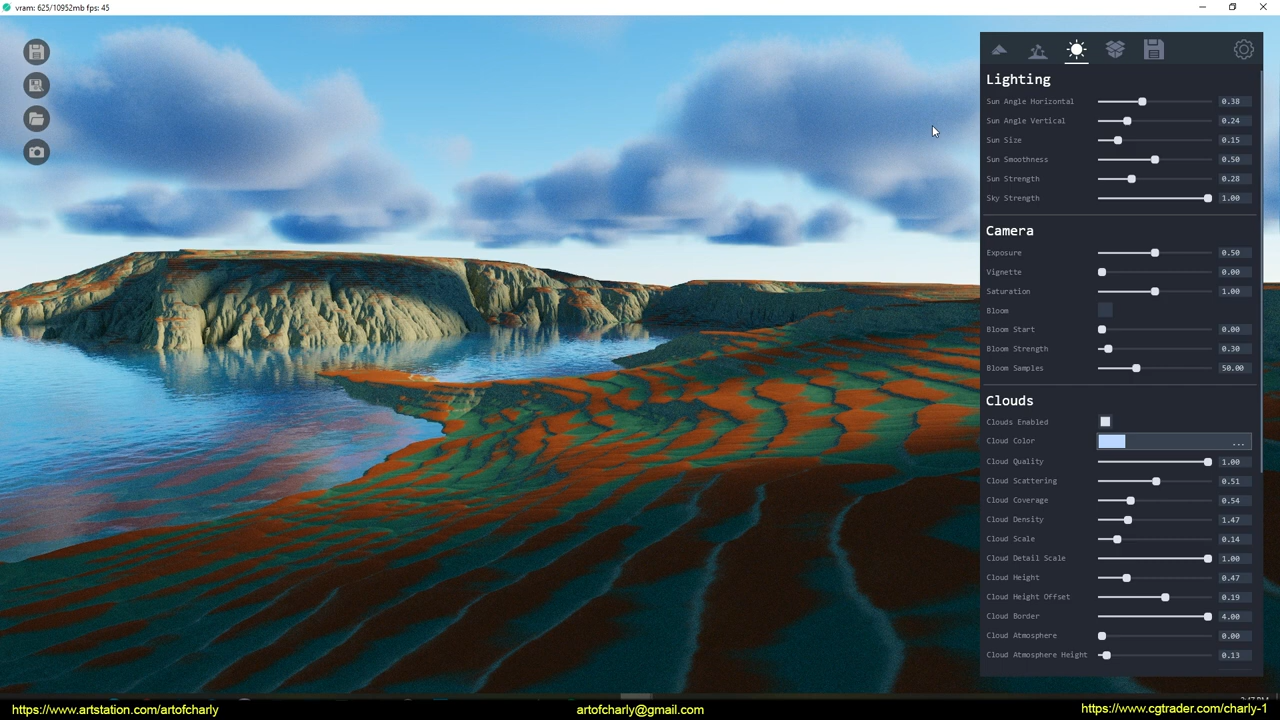 vram: 625/10952mb fps: 45
Lighting
Sun Angle Horizontal 0.38
Sun Angle Vertical 0.24
Sun Size 0.15
Sun Smoothness 0.50
Sun Strength 0.28
Sky Strength 1.00
Camera
Exposure 0.50
Vignette 0.00
Saturation 1.00
Bloom
Bloom Start 0.00
Bloom Strength 0.30
Bloom Samples 50.00
Clouds
Clouds Enabled
Cloud Color ...
Cloud Quality 1.00
Cloud Scattering 0.51
Cloud Coverage 0.54
Cloud Density 1.47
Cloud Scale 0.14
Cloud Detail Scale 1.00
Cloud Height 0.47
Cloud Height Offset 0.19
Cloud Border 4.00
Cloud Atmosphere 0.00
Cloud Atmosphere Height 0.13
https://www.artstation.com/artofcharly
artofcharly@gmail.com
https://www.cgtrader.com/charly-1